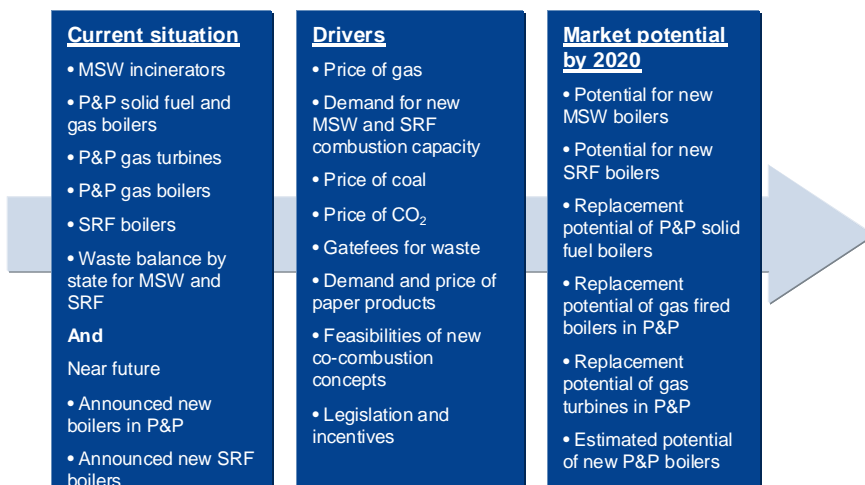 Current situation
• MSW incinerators
• P&P solid fuel and
gas boilers
• P&P gas turbines
• P&P gas boilers
• SRF boilers
• Waste balance by
state for MSW and
SRF
And
Near future
• Announced new
boilers in P&P
• Announced new SRF
boilers
Drivers
• Price of gas
• Demand for new
MSW and SRF
combustion capacity
• Price of coal
• Price of CO₂
• Gatefees for waste
• Demand and price of
paper products
• Feasibilities of new
co-combustion
concepts
• Legislation and
incentives
Market potential
by 2020
• Potential for new
MSW boilers
• Potential for new
SRF boilers
• Replacement
potential of P&P solid
fuel boilers
• Replacement
potential of gas fired
boilers in P&P
• Replacement
potential of gas
turbines in P&P
• Estimated potential
of new P&P boilers